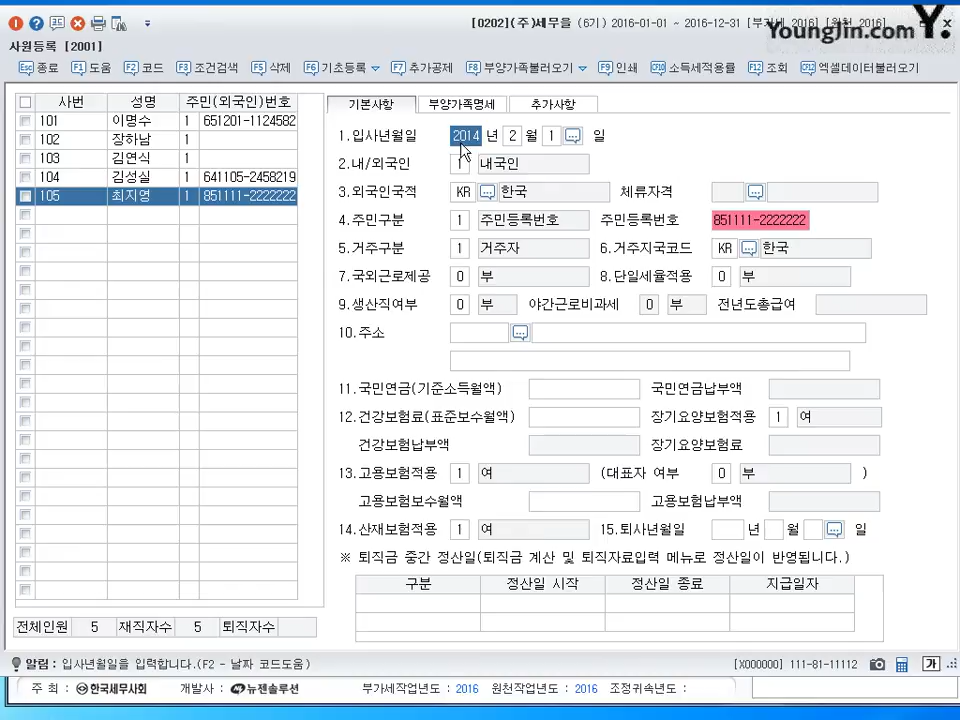 [0202](주)세무을 (6기) 2016-01-01 ~ 2016-12-31 [부가세 2016] [원천 2016]
YoungJin.com Y.
사원등록 [2001]
Esc 종료 F1 도움 F2 코드 F3 조건검색 F5 삭제 F6 기초등록 F7 추가공제 F8 부양가족불러오기 F9 인쇄 CF10 소득세적용률 F12 조회 CF12 엑셀데이터불러오기
사번 성명 주민(외국인)번호
101 이명수 1 651201-1124582
102 장하남 1
103 김연식 1
104 김성실 1 641105-2458219
105 최지영 1 851111-2222222
전체인원 5 재직자수 5 퇴직자수
기본사항 부양가족명세 추가사항
1.입사년월일 2014 년 2 월 1 일
2.내/외국인 1 내국인
3.외국인국적 KR 한국 체류자격
4.주민구분 1 주민등록번호 주민등록번호 851111-2222222
5.거주구분 1 거주자 6.거주지국코드 KR 한국
7.국외근로제공 0 부 8.단일세율적용 0 부
9.생산직여부 0 부 야간근로비과세 0 부 전년도총급여
10.주소
11.국민연금(기준소득월액) 국민연금납부액
12.건강보험료(표준보수월액) 장기요양보험적용 1 여
건강보험납부액 장기요양보험료
13.고용보험적용 1 여 (대표자 여부 0 부 )
고용보험보수월액 고용보험납부액
14.산재보험적용 1 여 15.퇴사년월일 년 월 일
※ 퇴직금 중간 정산일(퇴직금 계산 및 퇴직자료입력 메뉴로 정산일이 반영됩니다.)
구분 정산일 시작 정산일 종료 지급일자
알림 : 입사년월일을 입력합니다.(F2 - 날짜 코드도움) [X000000] 111-81-11112 가
주 최 : 한국세무사회 개발사 : 뉴젠솔루션 부가세작업년도 : 2016 원천작업년도 : 2016 조정귀속년도 :